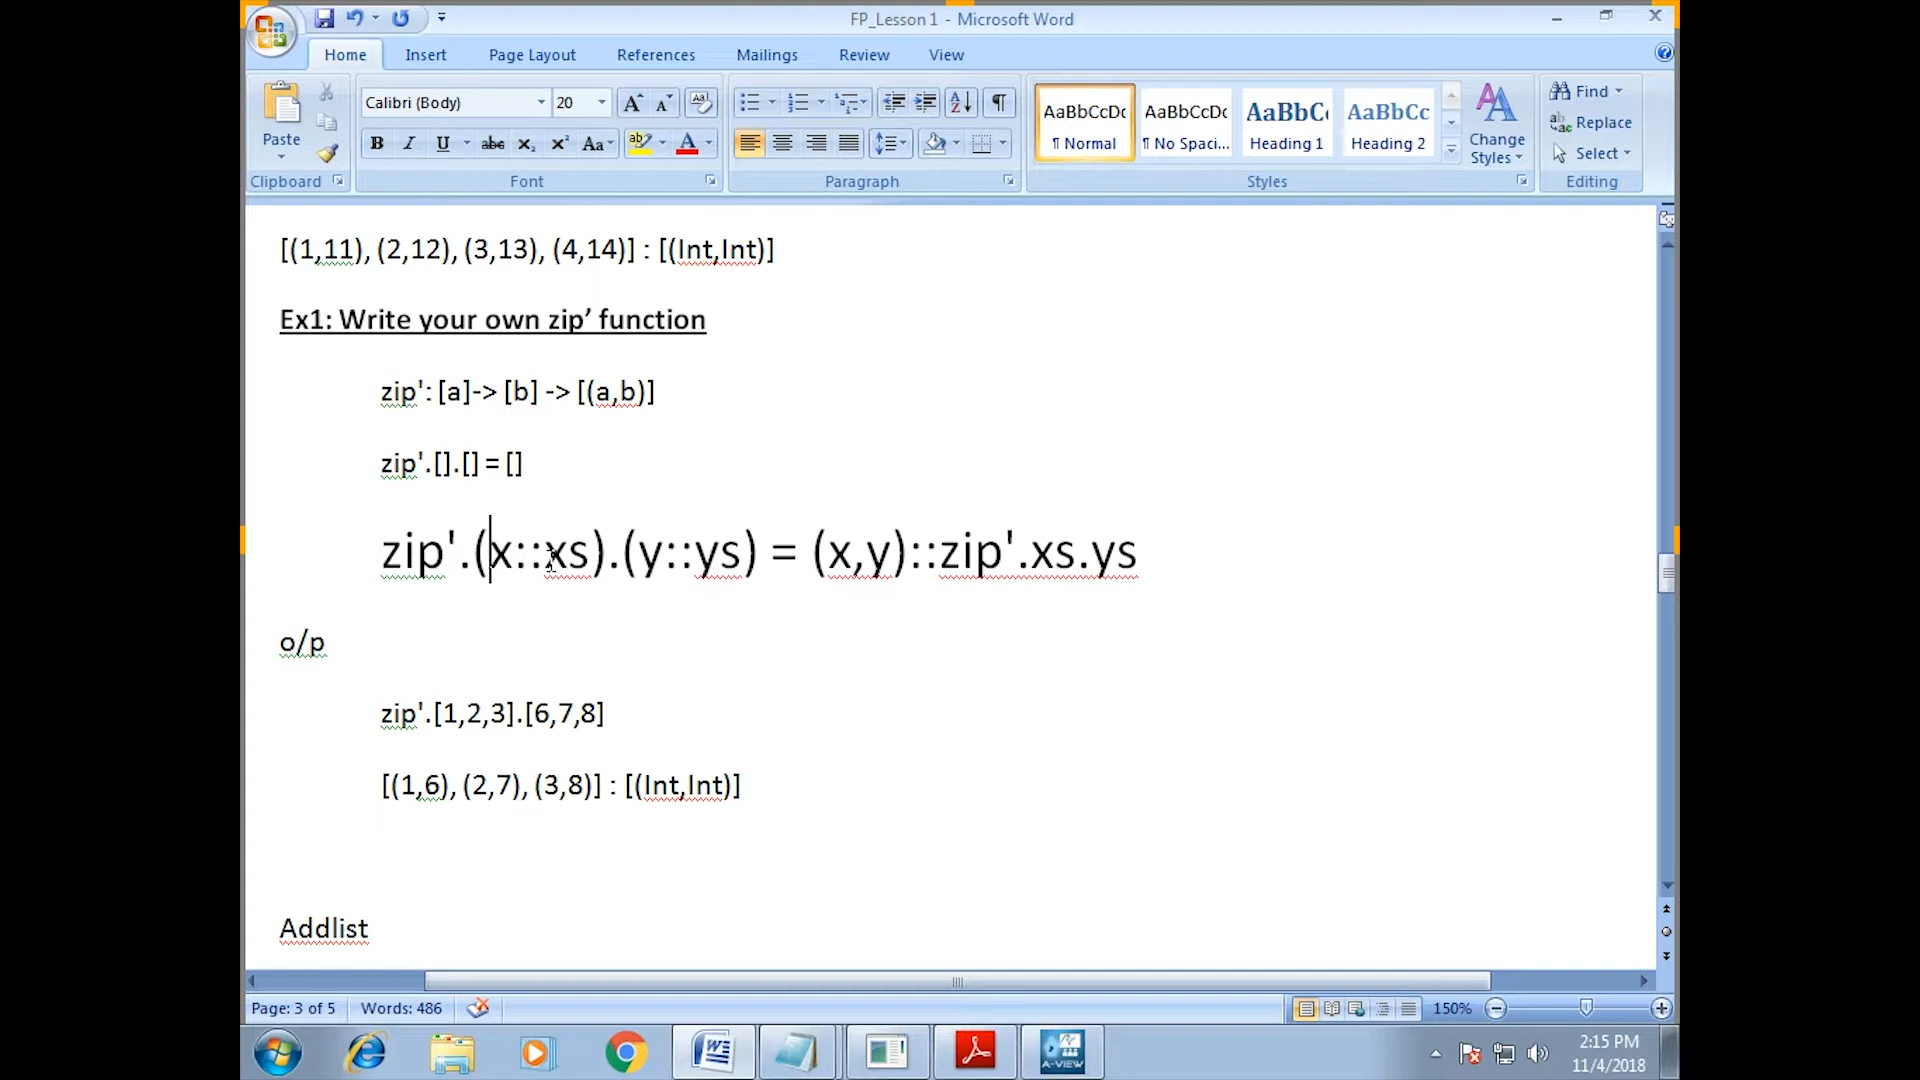 FP_Lesson 1 - Microsoft Word
Home Insert Page Layout References Mailings Review View
Paste
Calibri (Body) 20
AaBbCcDc AaBbCcDc AaBbC AaBbCc
¶ Normal ¶ No Spaci... Heading 1 Heading 2
Change Styles
Find
Replace
Select
Clipboard Font Paragraph Styles Editing
[(1,11), (2,12), (3,13), (4,14)] : [(Int,Int)]
Ex1: Write your own zip’ function
zip': [a]-> [b] -> [(a,b)]
zip'.[].[] = []
zip'.(x::xs).(y::ys) = (x,y)::zip'.xs.ys
o/p
zip'.[1,2,3].[6,7,8]
[(1,6), (2,7), (3,8)] : [(Int,Int)]
Addlist
Page: 3 of 5 Words: 486 150%
A-VIEW
2:15 PM
11/4/2018